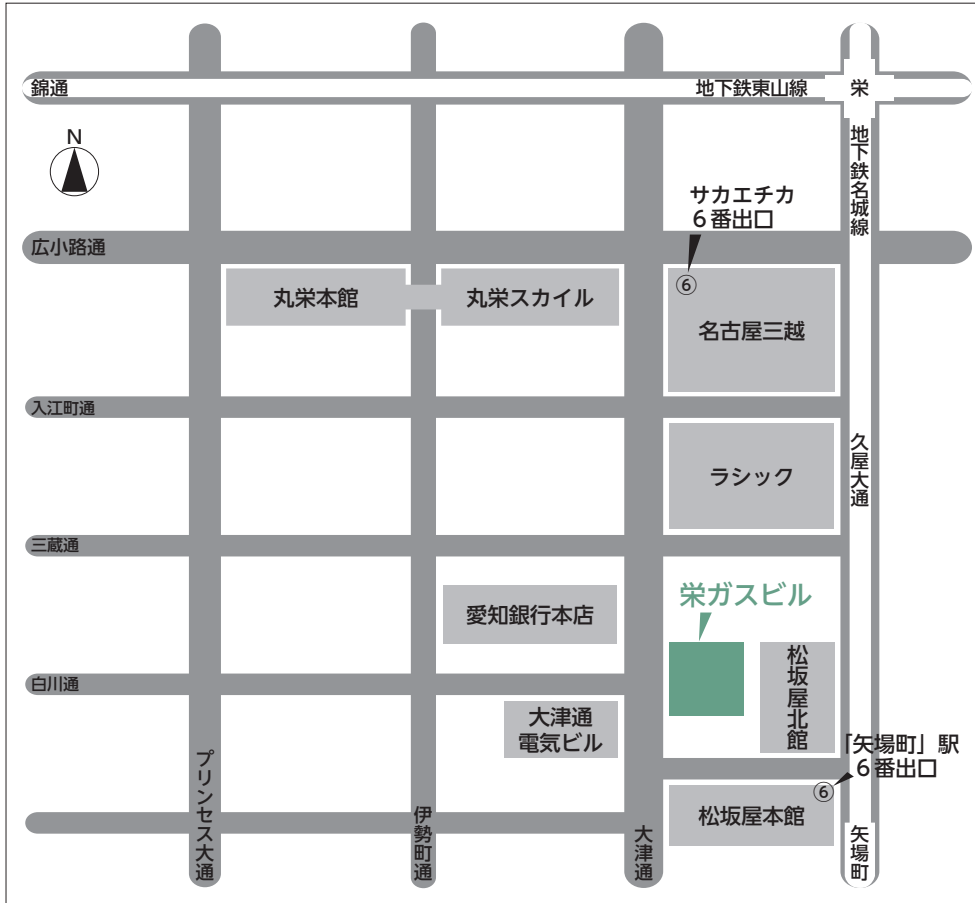 錦通
地下鉄東山線
栄
N
地下鉄名城線
サカエチカ
６番出口
広小路通
⑥
丸栄本館
丸栄スカイル
名古屋三越
入江町通
久屋大通
ラシック
三蔵通
栄ガスビル
愛知銀行本店
松坂屋北館
白川通
大津通
電気ビル
「矢場町」駅
６番出口
プリンセス大通
⑥
伊勢町通
松坂屋本館
大津通
矢場町